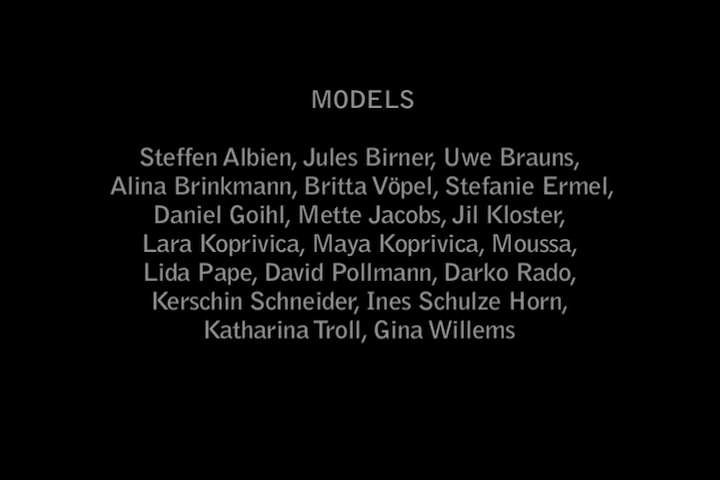 MODELS
Steffen Albien, Jules Birner, Uwe Brauns,
Alina Brinkmann, Britta Vöpel, Stefanie Ermel,
Daniel Goihl, Mette Jacobs, Jil Kloster,
Lara Koprivica, Maya Koprivica, Moussa,
Lida Pape, David Pollmann, Darko Rado,
Kerschin Schneider, Ines Schulze Horn,
Katharina Troll, Gina Willems